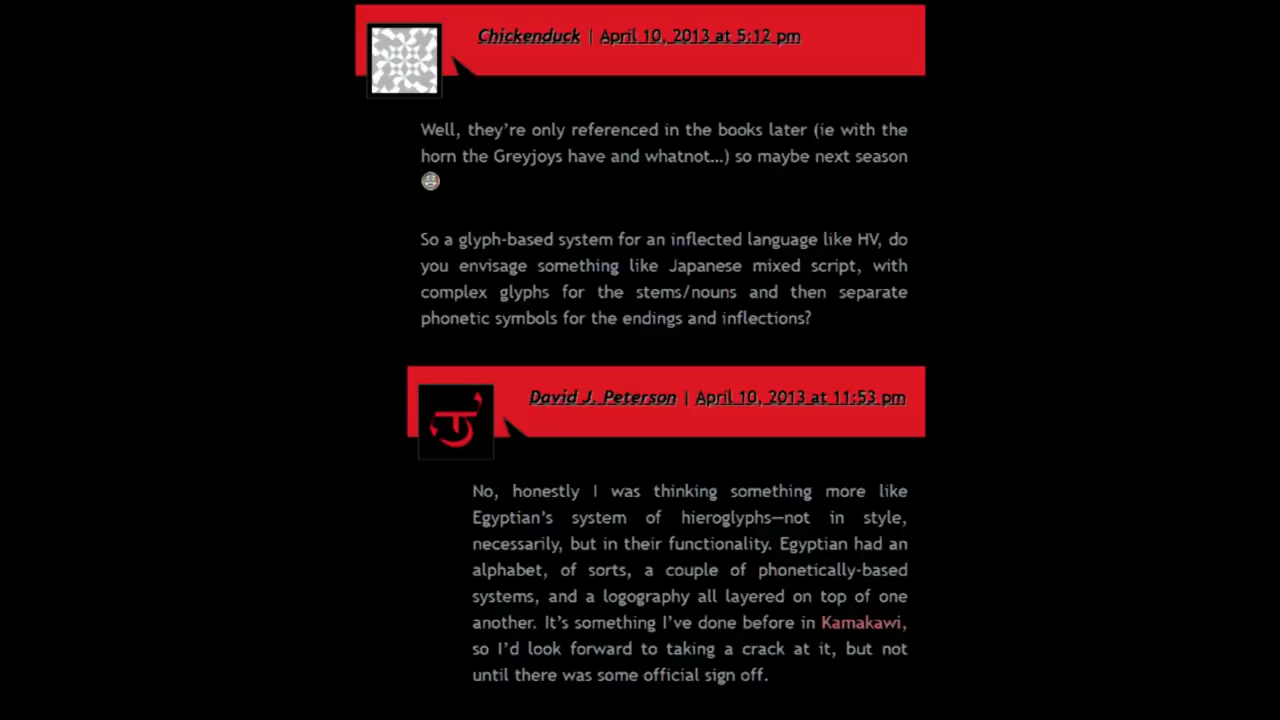 Chickenduck | April 10, 2013 at 5:12 pm
Well, they’re only referenced in the books later (ie with the
horn the Greyjoys have and whatnot…) so maybe next season
So a glyph-based system for an inflected language like HV, do
you envisage something like Japanese mixed script, with
complex glyphs for the stems/nouns and then separate
phonetic symbols for the endings and inflections?
David J. Peterson | April 10, 2013 at 11:53 pm
No, honestly I was thinking something more like
Egyptian’s system of hieroglyphs—not in style,
necessarily, but in their functionality. Egyptian had an
alphabet, of sorts, a couple of phonetically-based
systems, and a logography all layered on top of one
another. It’s something I’ve done before in Kamakawi,
so I’d look forward to taking a crack at it, but not
until there was some official sign off.